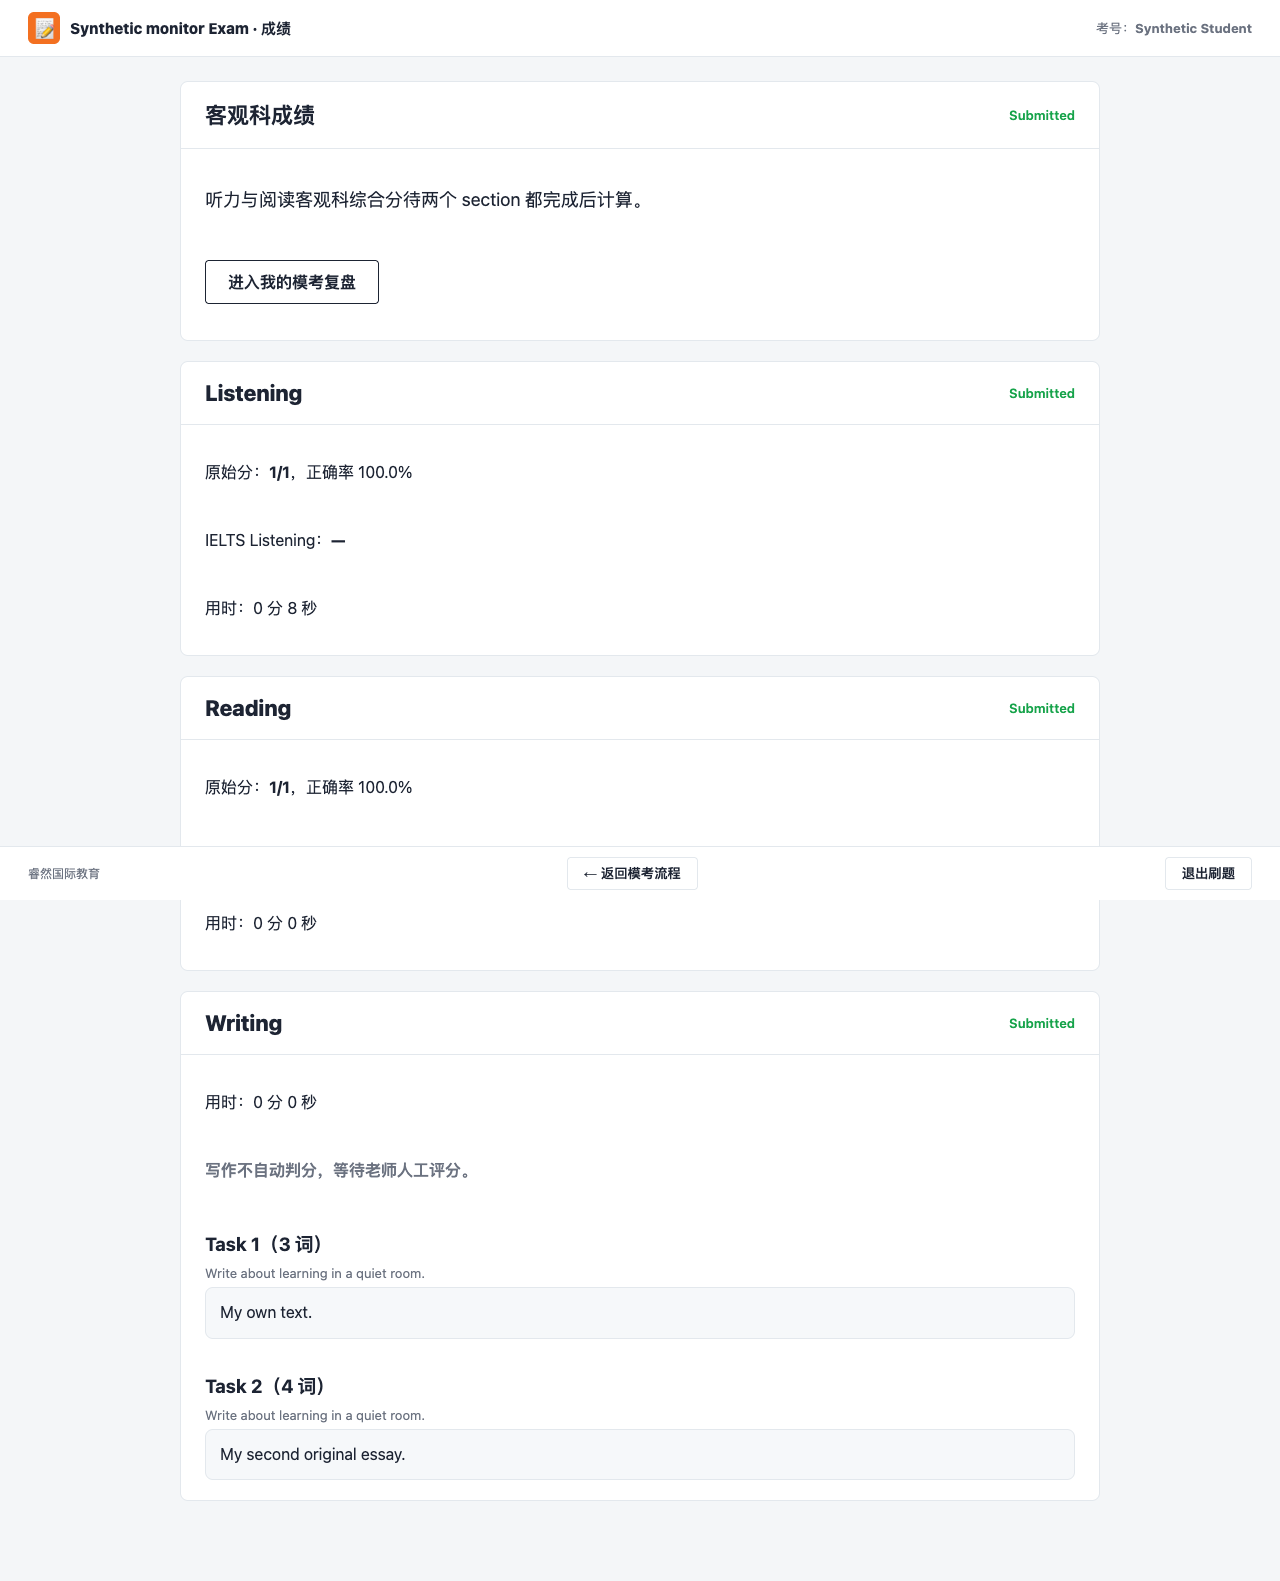 Synthetic monitor Exam · 成绩
考号：Synthetic Student
客观科成绩
Submitted
听力与阅读客观科综合分待两个 section 都完成后计算。
进入我的模考复盘
Listening
Submitted
原始分：1/1，正确率 100.0%
IELTS Listening：—
用时：0 分 8 秒
Reading
Submitted
原始分：1/1，正确率 100.0%
睿然国际教育
← 返回模考流程
退出刷题
用时：0 分 0 秒
Writing
Submitted
用时：0 分 0 秒
写作不自动判分，等待老师人工评分。
Task 1（3 词）
Write about learning in a quiet room.
My own text.
Task 2（4 词）
Write about learning in a quiet room.
My second original essay.